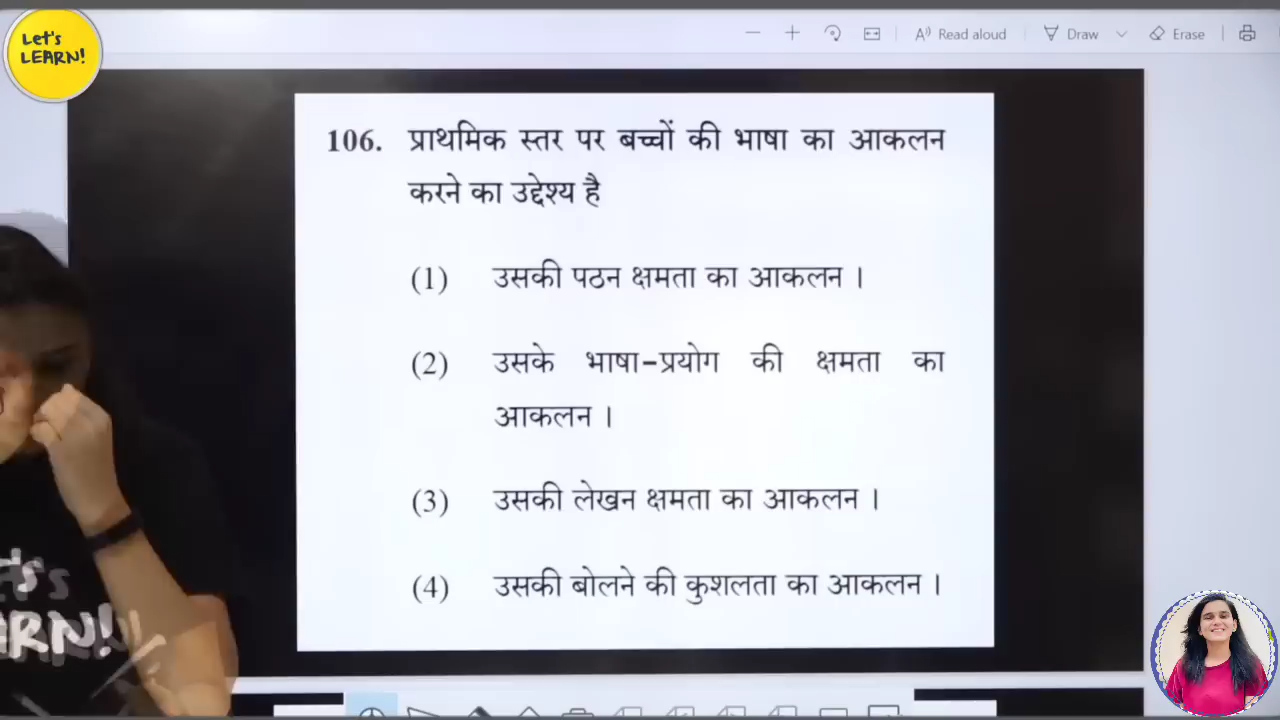 Let's
LEARN!
Read aloud
Draw
Erase
106. प्राथमिक स्तर पर बच्चों की भाषा का आकलन
करने का उद्देश्य है
(1) उसकी पठन क्षमता का आकलन ।
(2) उसके भाषा-प्रयोग की क्षमता का
आकलन ।
(3) उसकी लेखन क्षमता का आकलन ।
(4) उसकी बोलने की कुशलता का आकलन ।